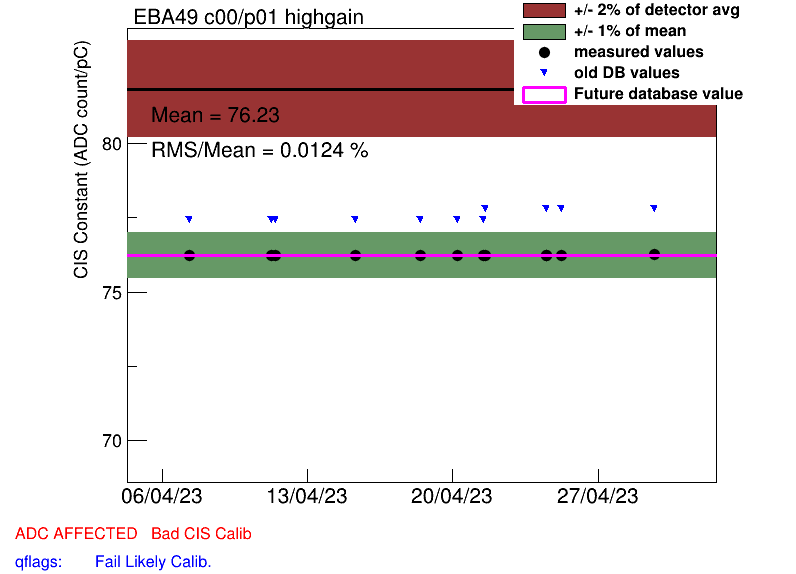 EBA49 c00/p01 highgain
+/- 2% of detector avg
+/- 1% of mean
measured values
old DB values
Future database value
Mean = 76.23
RMS/Mean = 0.0124 %
CIS Constant (ADC count/pC)
80
75
70
06/04/23 13/04/23 20/04/23 27/04/23
ADC AFFECTED Bad CIS Calib
qflags: Fail Likely Calib.